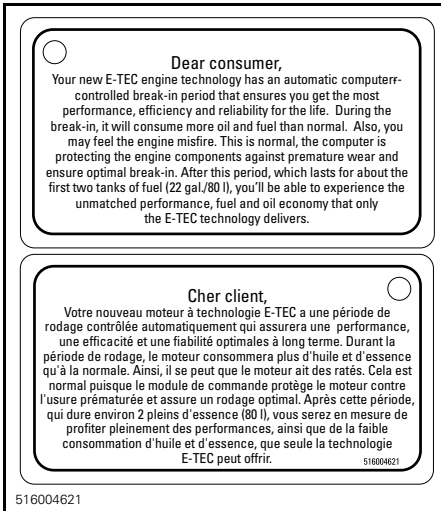 Dear consumer,
Your new E-TEC engine technology has an automatic computerr-
controlled break-in period that ensures you get the most
performance, efficiency and reliability for the life.  During the
break-in, it will consume more oil and fuel than normal.  Also, you
may feel the engine misfire. This is normal, the computer is
protecting the engine components against premature wear and
ensure optimal break-in. After this period, which lasts for about the
first two tanks of fuel (22 gal./80 l), you'll be able to experience the
unmatched performance, fuel and oil economy that only
the E-TEC technology delivers.
Cher client,
Votre nouveau moteur à technologie E-TEC a une période de
rodage contrôlée automatiquement qui assurera une  performance,
une efficacité et une fiabilité optimales à long terme. Durant la
période de rodage, le moteur consommera plus d'huile et d'essence
qu'à la normale. Ainsi, il se peut que le moteur ait des ratés. Cela est
normal puisque le module de commande protège le moteur contre
l'usure prématurée et assure un rodage optimal. Après cette période,
qui dure environ 2 pleins d'essence (80 l), vous serez en mesure de
profiter pleinement des performances, ainsi que de la faible
consommation d'huile et d'essence, que seule la technologie
E-TEC peut offrir.
516004621
516004621